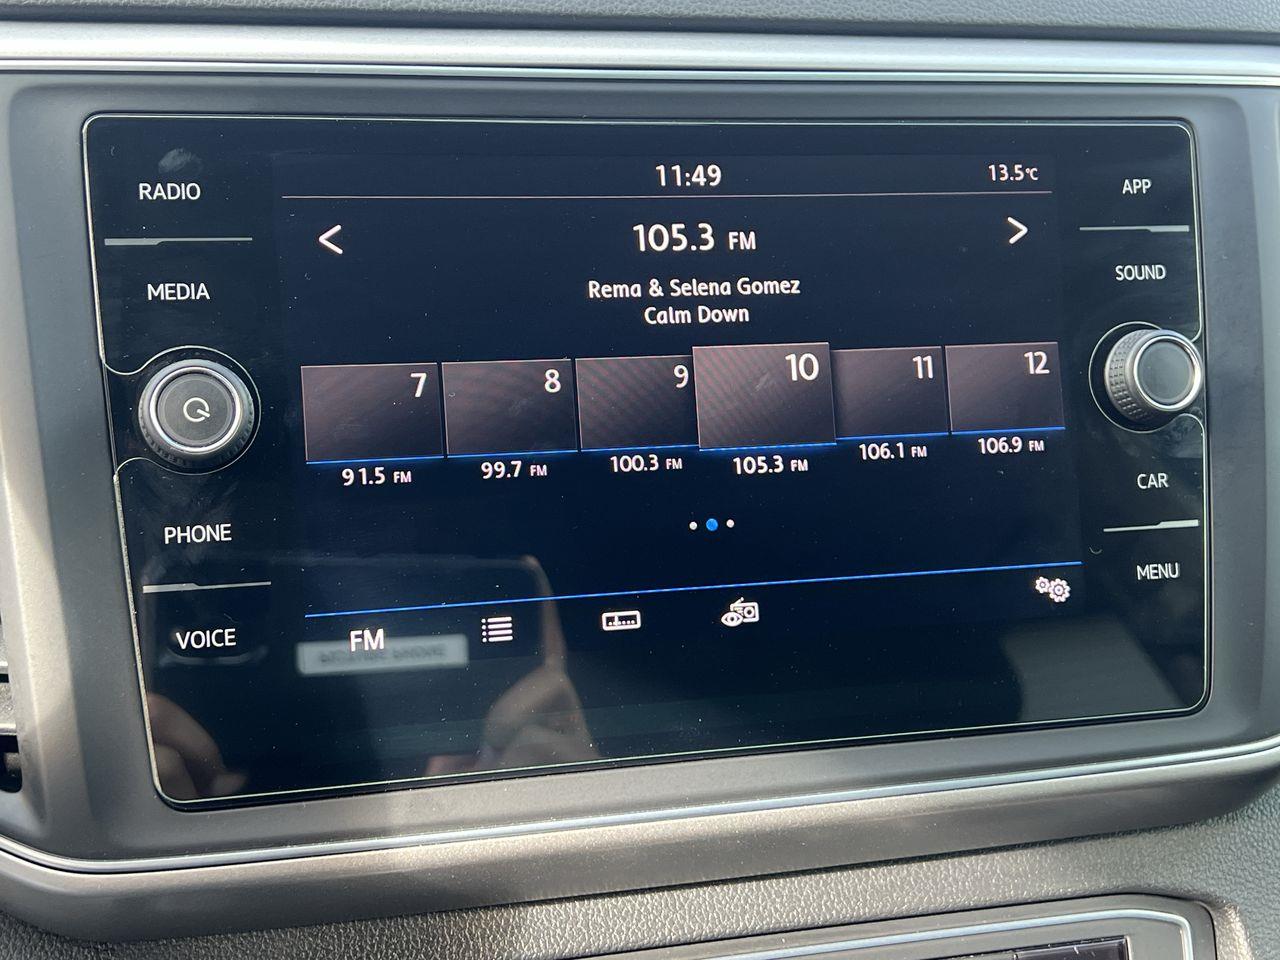 RADIO
MEDIA
PHONE
VOICE
11:49
13.5°C
< 105.3 FM >
Rema & Selena Gomez
Calm Down
7 8 9 10 11 12
91.5 FM 99.7 FM 100.3 FM 105.3 FM 106.1 FM 106.9 FM
FM
APP
SOUND
CAR
MENU